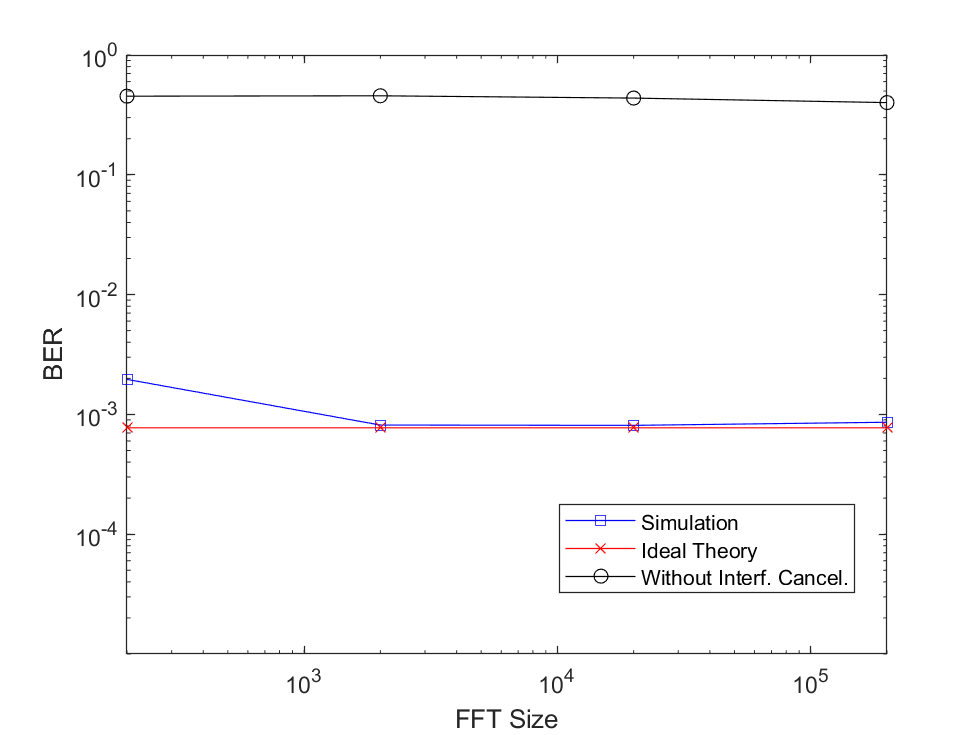 10^0
10^-1
10^-2
10^-3
10^-4
BER
10^3 10^4 10^5
FFT Size
Simulation
Ideal Theory
Without Interf. Cancel.